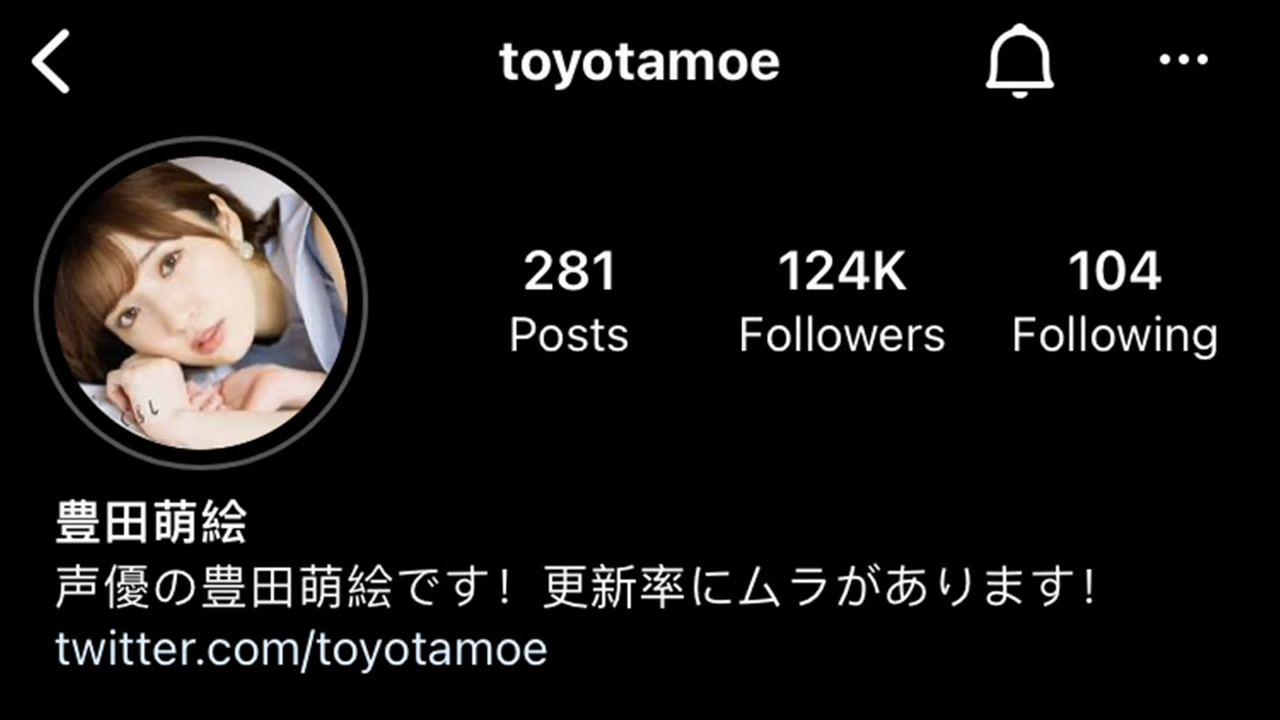 toyotamoe
281 124K 104
Posts Followers Following
豊田萌絵
声優の豊田萌絵です！更新率にムラがあります！
twitter.com/toyotamoe